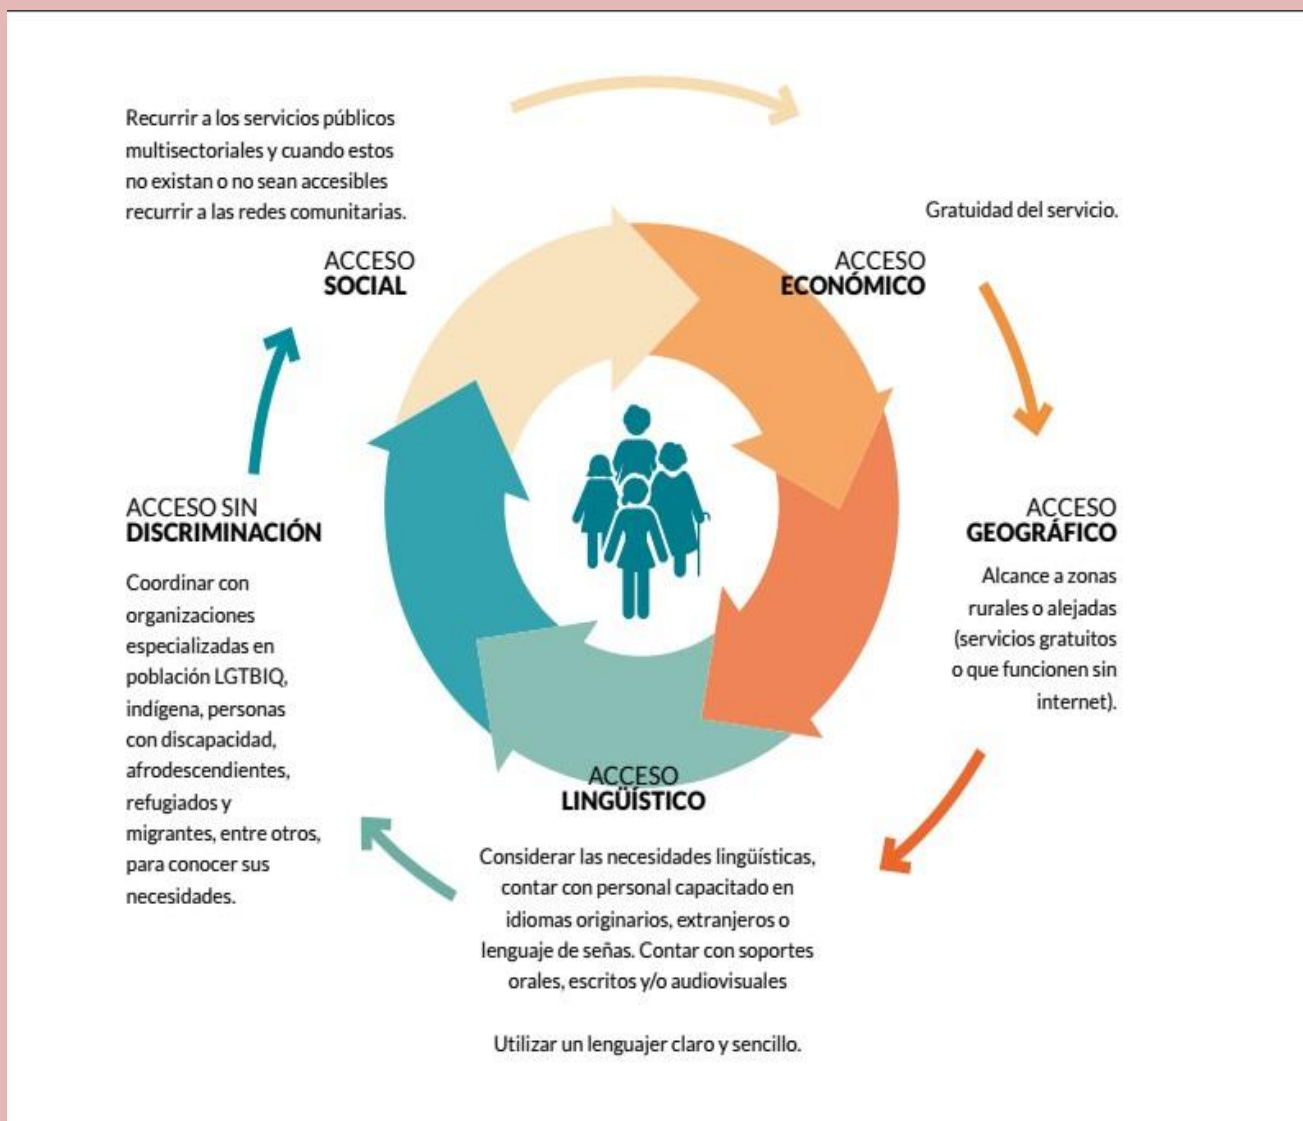 Recurrir a los servicios públicos
multisectoriales y cuando estos
no existan o no sean accesibles
recurrir a las redes comunitarias.
ACCESO
SOCIAL
Gratuidad del servicio.
ACCESO
ECONÓMICO
ACCESO
GEOGRÁFICO
Alcance a zonas
rurales o alejadas
(servicios gratuitos
o que funcionen sin
internet).
ACCESO
LINGÜÍSTICO
Considerar las necesidades lingüísticas,
contar con personal capacitado en
idiomas originarios, extranjeros o
lenguaje de señas. Contar con soportes
orales, escritos y/o audiovisuales
Utilizar un lenguajer claro y sencillo.
ACCESO SIN
DISCRIMINACIÓN
Coordinar con
organizaciones
especializadas en
población LGTBIQ,
indígena, personas
con discapacidad,
afrodescendientes,
refugiados y
migrantes, entre otros,
para conocer sus
necesidades.